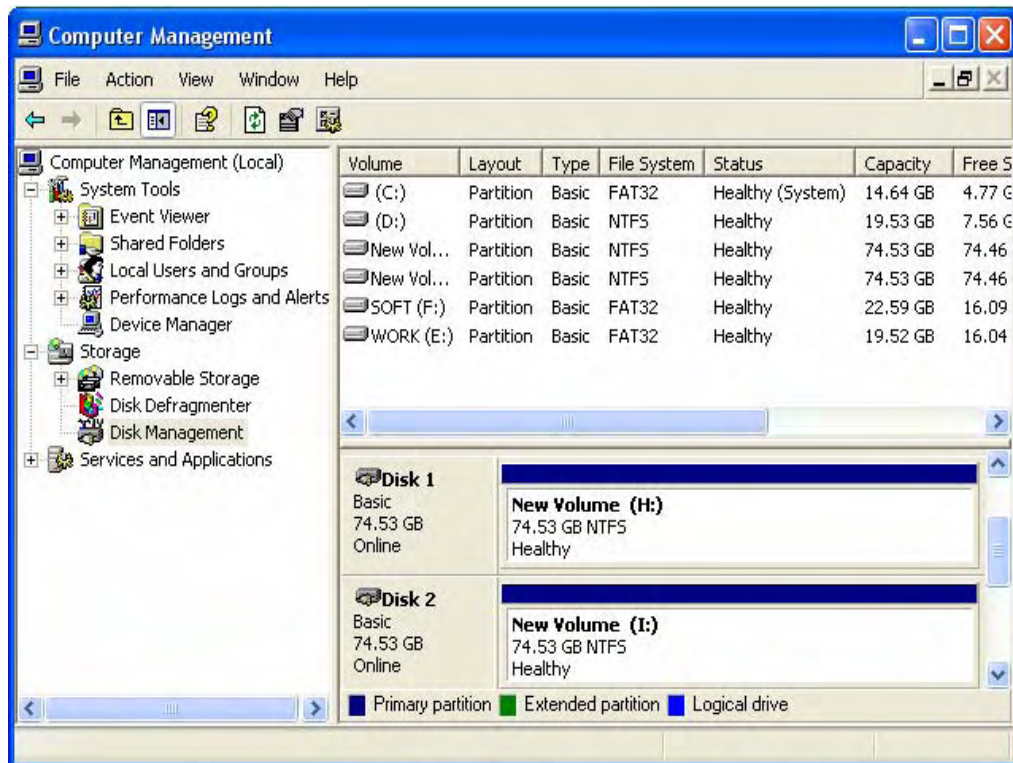 Computer Management
File Action View Window Help
Computer Management (Local)
System Tools
Event Viewer
Shared Folders
Local Users and Groups
Performance Logs and Alerts
Device Manager
Storage
Removable Storage
Disk Defragmenter
Disk Management
Services and Applications
Volume Layout Type File System Status Capacity Free S
(C:) Partition Basic FAT32 Healthy (System) 14.64 GB 4.77 G
(D:) Partition Basic NTFS Healthy 19.53 GB 7.56 G
New Vol... Partition Basic NTFS Healthy 74.53 GB 74.46
New Vol... Partition Basic NTFS Healthy 74.53 GB 74.46
SOFT (F:) Partition Basic FAT32 Healthy 22.59 GB 16.09
WORK (E:) Partition Basic FAT32 Healthy 19.52 GB 16.04
Disk 1
Basic
74.53 GB
Online
New Volume (H:)
74.53 GB NTFS
Healthy
Disk 2
Basic
74.53 GB
Online
New Volume (I:)
74.53 GB NTFS
Healthy
Primary partition Extended partition Logical drive